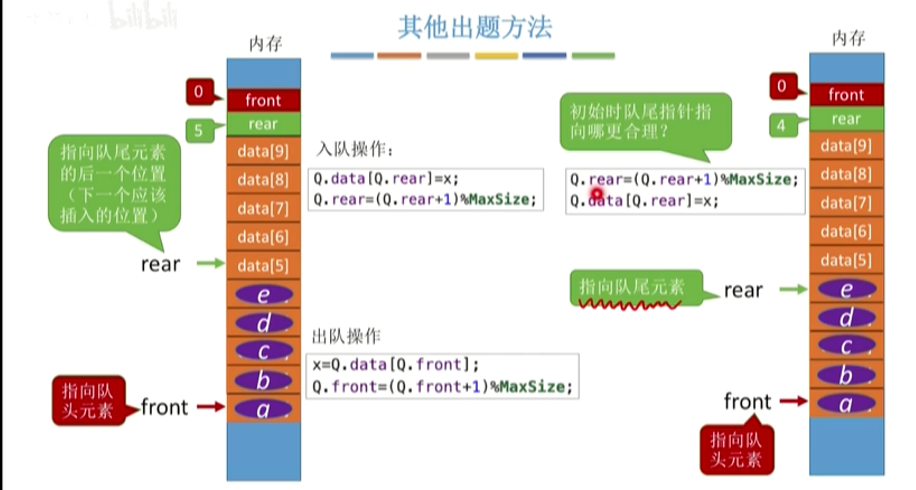 bilibili
其他出题方法
内存
0
front
5
rear
指向队尾元素
的后一个位置
（下一个应该
插入的位置）
data[9]
data[8]
data[7]
data[6]
rear
data[5]
e
d
c
b
指向队
头元素
front
a
入队操作：
Q.data[Q.rear]=x;
Q.rear=(Q.rear+1)%MaxSize;
出队操作
x=Q.data[Q.front];
Q.front=(Q.front+1)%MaxSize;
初始时队尾指针指
向哪更合理？
Q.rear=(Q.rear+1)%MaxSize;
Q.data[Q.rear]=x;
内存
0
front
4
rear
data[9]
data[8]
data[7]
data[6]
data[5]
指向队尾元素
rear
e
d
c
b
front
a
指向队
头元素